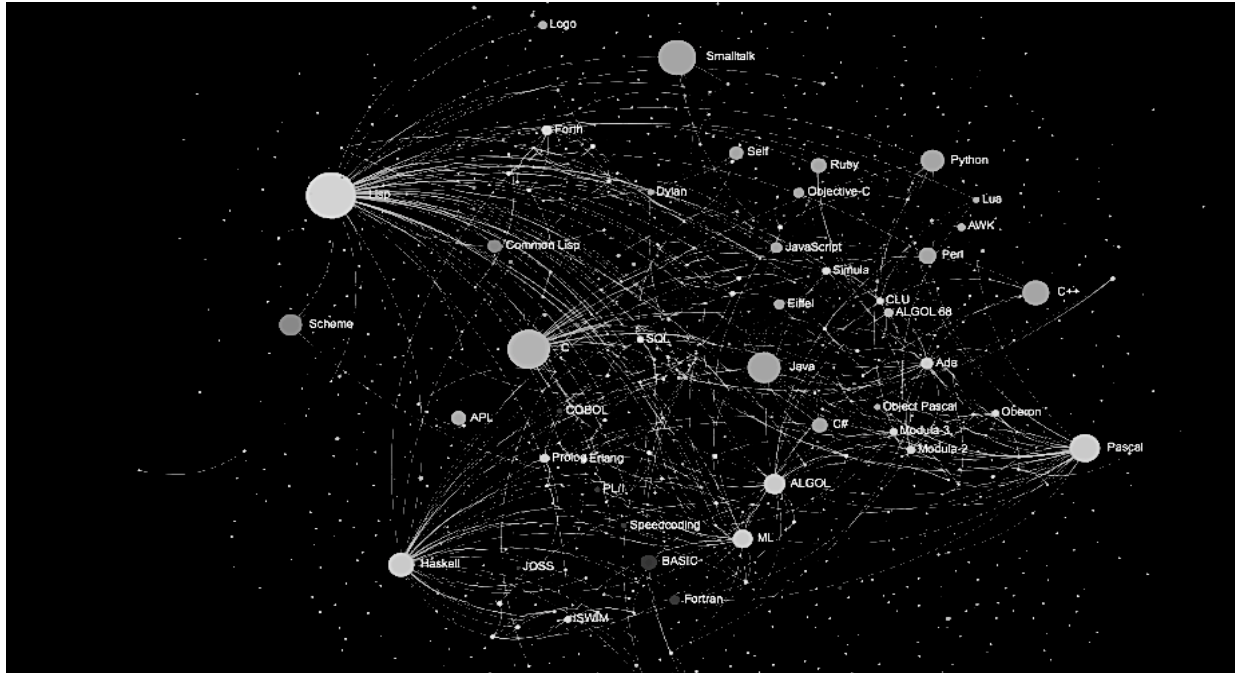 Logo
Smalltalk
Forth
Self
Ruby
Python
Lisp
Dylan
Objective-C
Lua
AWK
Common Lisp
JavaScript
Perl
Simula
C++
Eiffel
CLU
ALGOL 68
Scheme
SQL
C
Ada
Java
COBOL
Object Pascal
Oberon
APL
C#
Modula-3
Modula-2
Pascal
Prolog
Erlang
ALGOL
PL/I
Speedcoding
ML
Haskell
JOSS
BASIC
Fortran
ISWIM